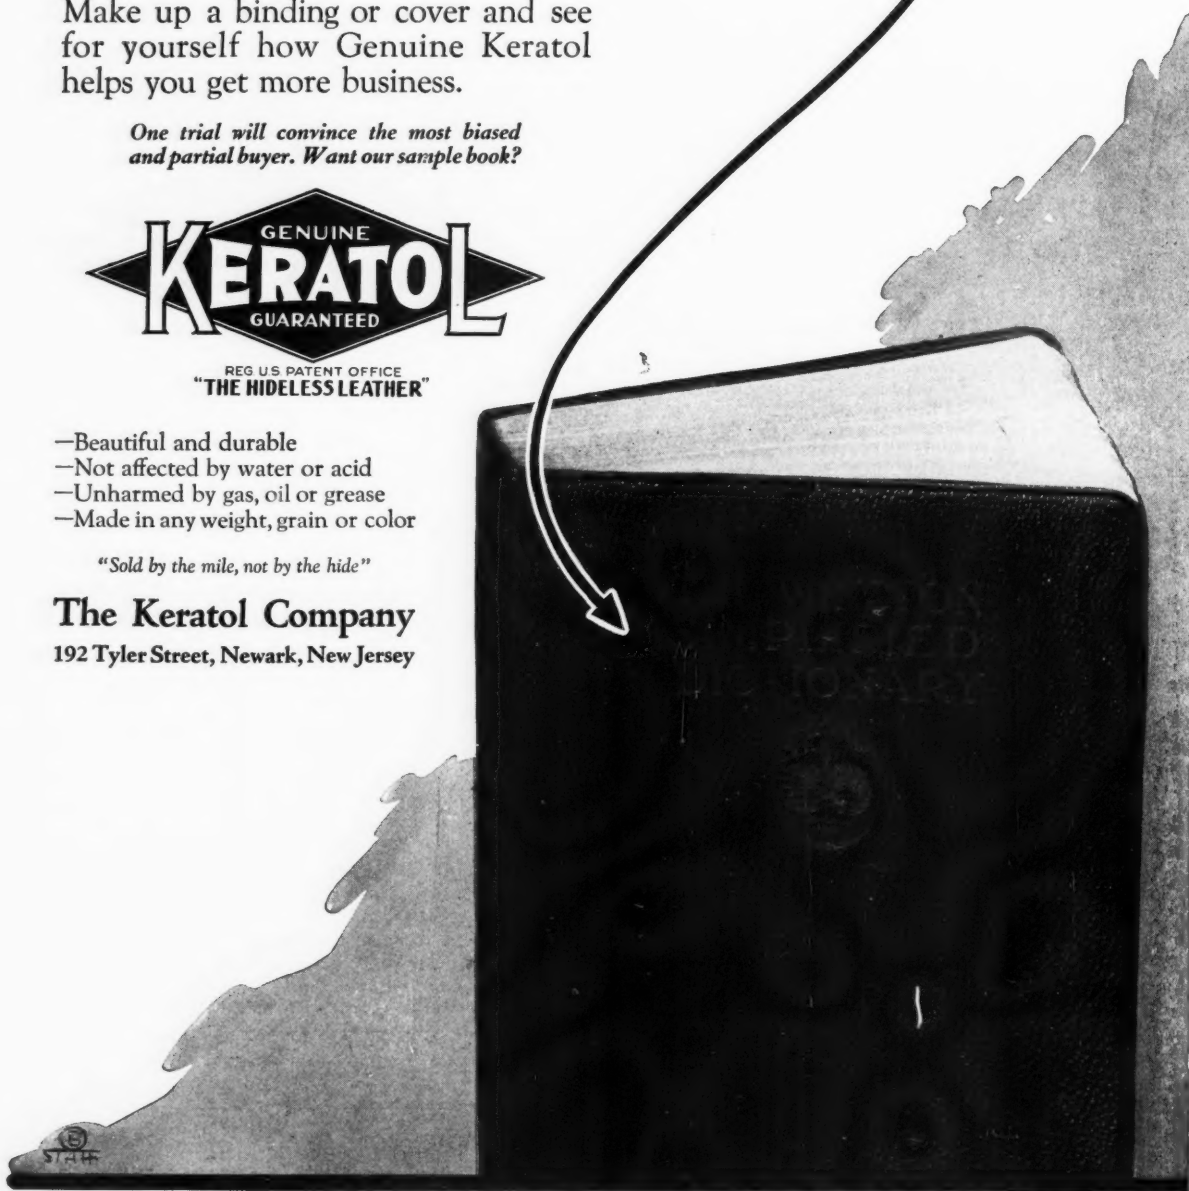 Make up a binding or cover and see
for yourself how Genuine Keratol
helps you get more business.
One trial will convince the most biased
and partial buyer. Want our sample book?
GENUINE
KERATOL
GUARANTEED
REG U.S. PATENT OFFICE
"THE HIDELESS LEATHER"
—Beautiful and durable
—Not affected by water or acid
—Unharmed by gas, oil or grease
—Made in any weight, grain or color
"Sold by the mile, not by the hide"
The Keratol Company
192 Tyler Street, Newark, New Jersey
DICTIONARY
STAFF